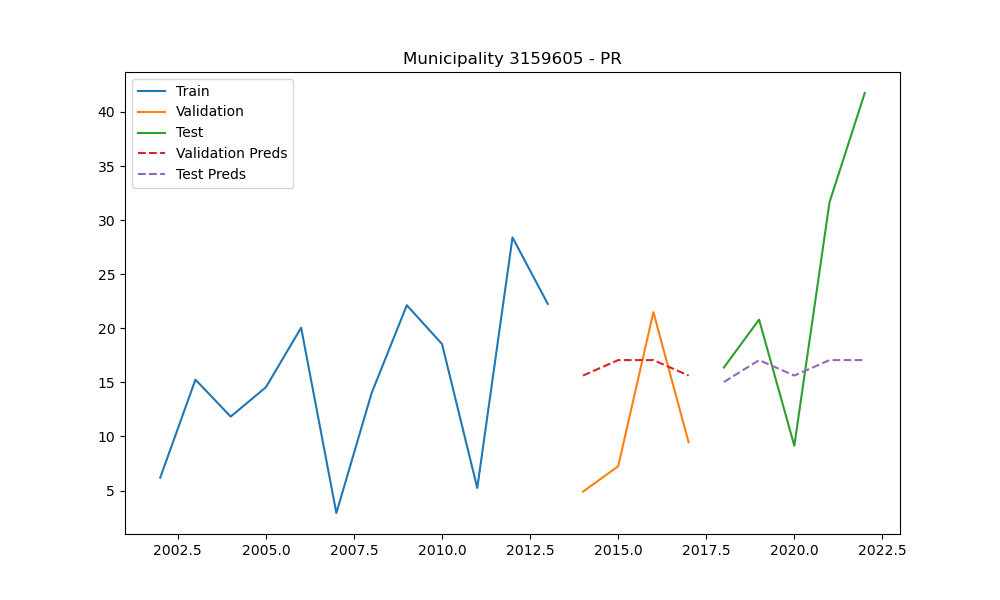 Municipality 3159605 - PR
Train
Validation
Test
Validation Preds
Test Preds
40
35
30
25
20
15
10
5
2002.5 2005.0 2007.5 2010.0 2012.5 2015.0 2017.5 2020.0 2022.5